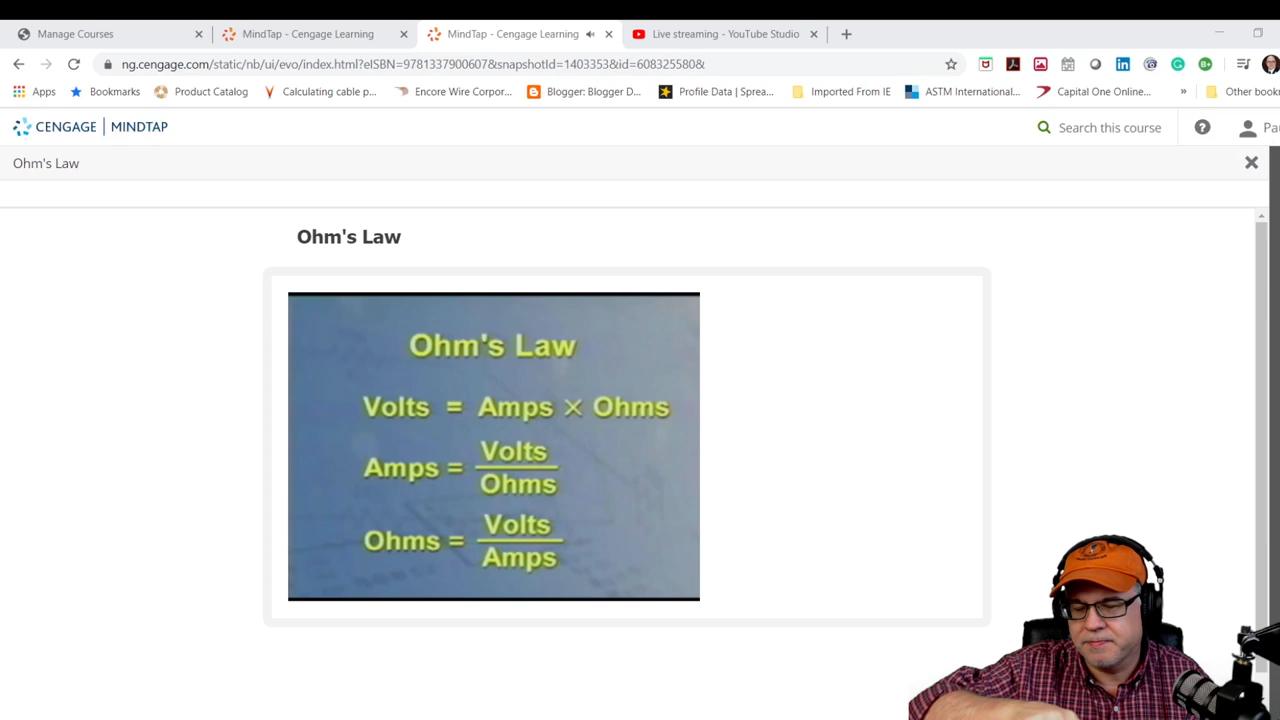 Manage Courses
MindTap - Cengage Learning
MindTap - Cengage Learning
Live streaming - YouTube Studio
ng.cengage.com/static/nb/ui/evo/index.html?eISBN=9781337900607&snapshotId=1403353&id=608325580&
Apps
Bookmarks
Product Catalog
Calculating cable p...
Encore Wire Corpor...
Blogger: Blogger D...
Profile Data | Sprea...
Imported From IE
ASTM International...
Capital One Online...
»
Other book
CENGAGE | MINDTAP
Search this course
Pau
Ohm's Law
Ohm's Law
Ohm's Law
Volts = Amps × Ohms
Amps = Volts
Ohms
Ohms = Volts
Amps